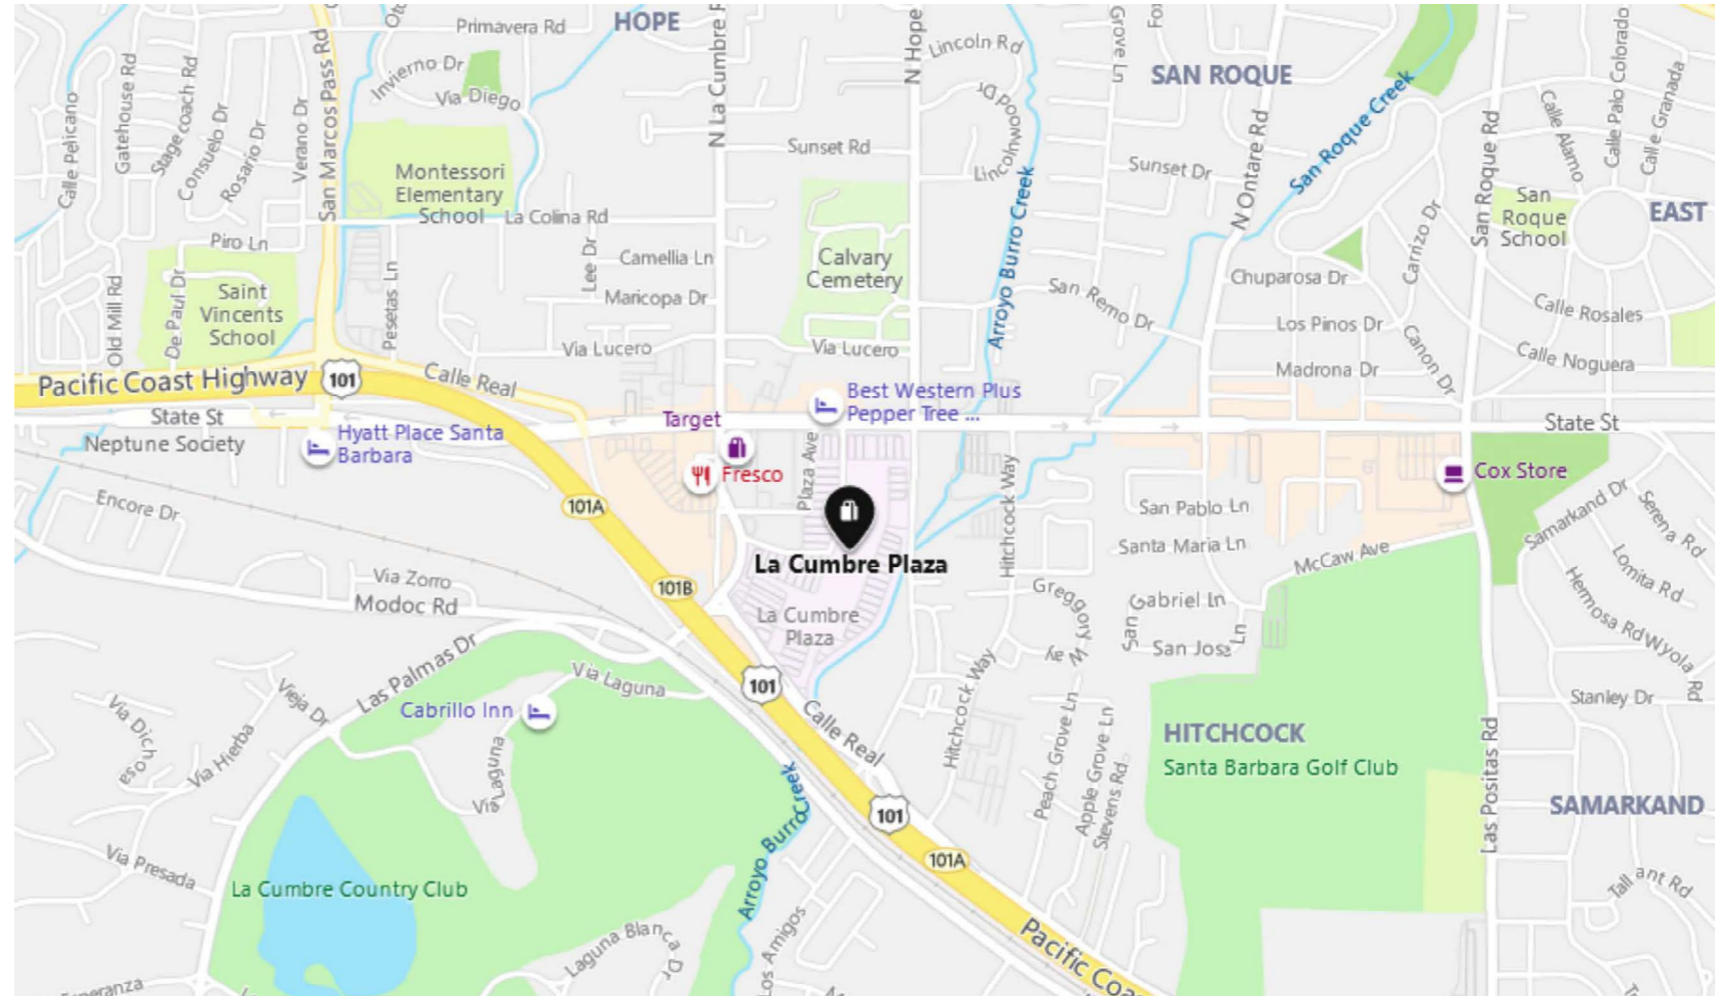 HOPE
Primavera Rd
Invierno Dr
Via Diego
Calle Pelicano
Gatehouse Rd
Stage coach Rd
Consuelo Dr
Rosario Dr
Verano Dr
San Marcos Pass Rd
Montessori
Elementary
School
La Colina Rd
N La Cumbre R
N Hope
Lincoln Rd
Lincolnwood Dr
Grove Ln
SAN ROQUE
Sunset Rd
Sunset Dr
N Ontare Rd
San Roque Creek
San Roque Rd
Calle Alamo
Calle Palo Colorado
Calle Granada
San
Roque
School
EAST
Arroyo Burro Creek
Piro Ln
Saint
Vincents
School
Old Mill Rd
De Paul Dr
Pesetas Ln
Lee Dr
Camellia Ln
Maricopa Dr
Calvary
Cemetery
Via Lucero
Via Lucero
San Remo Dr
Chuparosa Dr
Los Pinos Dr
Madrona Dr
Carrizo Dr
Canon Dr
Calle Rosales
Calle Noguera
Pacific Coast Highway
101
Calle Real
State St
Neptune Society
Hyatt Place Santa
Barbara
Target
Fresco
Best Western Plus
Pepper Tree ...
Plaza Ave
La Cumbre Plaza
La Cumbre
Plaza
State St
Cox Store
Encore Dr
101A
101B
Via Zorro
Modoc Rd
Hitchcock Way
San Pablo Ln
Santa Maria Ln
McCaw Ave
San Gabriel Ln
San Jose Ln
Greggory Way
Samarkand Dr
Serena Rd
Lomita Rd
Hermosa Rd
Wyola Rd
Stanley Dr
Las Palmas Dr
Vieja Dr
Via Dichosa
Via Hierba
Via Laguna
Cabrillo Inn
Via Laguna
101
Calle Real
Hitchcock Way
Peach Grove Ln
Apple Grove Ln
Stevens Rd
HITCHCOCK
Santa Barbara Golf Club
Las Positas Rd
SAMARKAND
Tallant Rd
Via Presada
La Cumbre Country Club
Arroyo Burro Creek
101
101A
Laguna Blanca Dr
Los Amigos
Pacific Coa